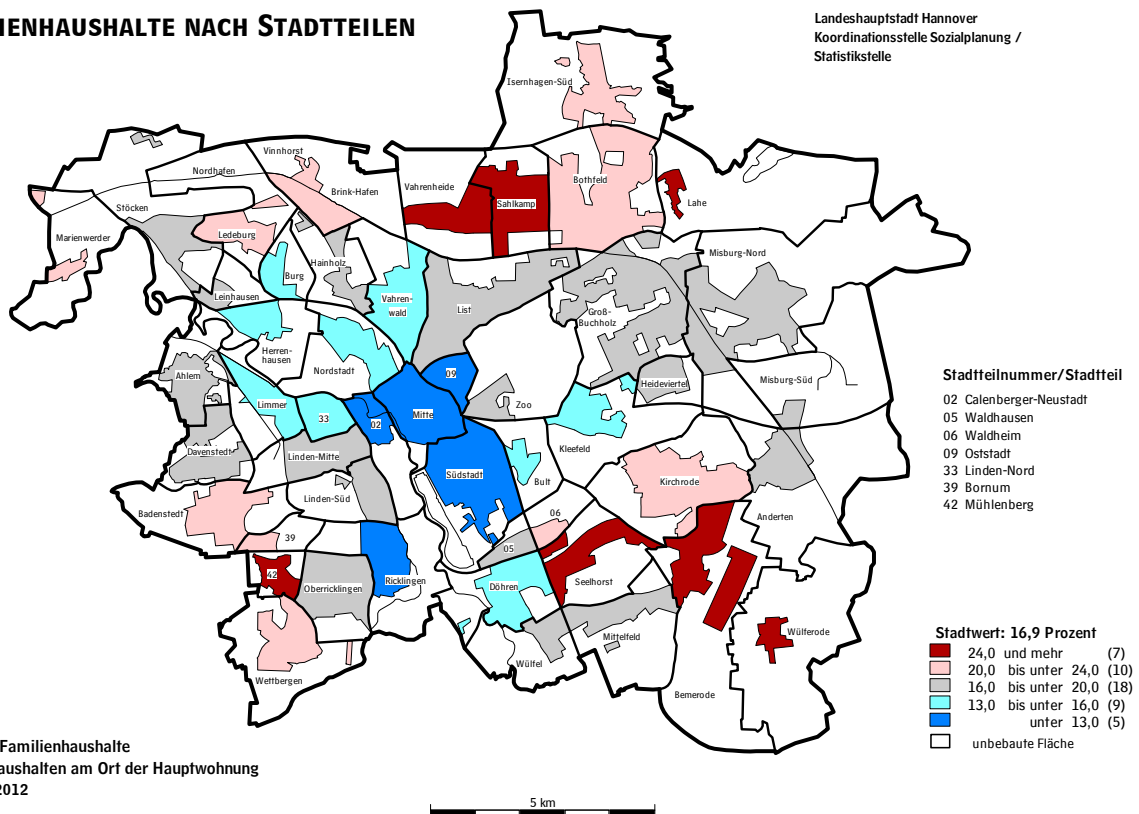 IENHAUSHALTE NACH STADTTEILEN
Landeshauptstadt Hannover
Koordinationsstelle Sozialplanung /
Statistikstelle
Isernhagen-Süd
Vinnhorst
Nordhafen
Brink-Hafen
Vahrenheide
Sahlkamp
Bothfeld
Lahe
Stöcken
Marienwerder
Ledeburg
Burg
Hainholz
Leinhausen
Vahren-
wald
List
Groß-
Buchholz
Misburg-Nord
Herren-
hausen
Nordstadt
Ahlem
Limmer
33
02
09
Mitte
Zoo
Heideviertel
Misburg-Süd
Davenstedt
Linden-Mitte
Linden-Süd
Südstadt
Bult
Kleefeld
Kirchrode
Badenstedt
39
06
05
Anderten
42
Oberricklingen
Ricklingen
Döhren
Seelhorst
Mittelfeld
Wülfel
Wettbergen
Bemerode
Wülferode
Stadtteilnummer/Stadtteil
02 Calenberger-Neustadt
05 Waldhausen
06 Waldheim
09 Oststadt
33 Linden-Nord
39 Bornum
42 Mühlenberg
Stadtwert: 16,9 Prozent
24,0 und mehr (7)
20,0 bis unter 24,0 (10)
16,0 bis unter 20,0 (18)
13,0 bis unter 16,0 (9)
unter 13,0 (5)
unbebaute Fläche
Familienhaushalte
aushalten am Ort der Hauptwohnung
2012
5 km